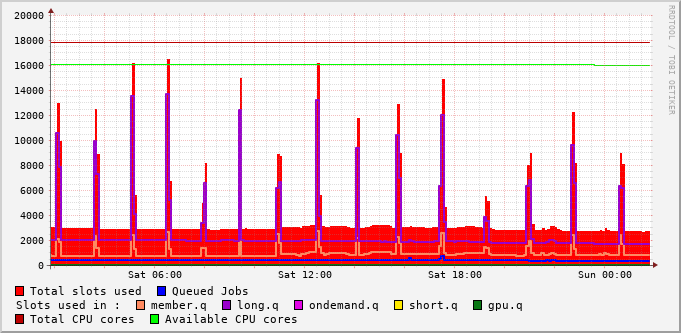 20000
18000
16000
14000
12000
10000
8000
6000
4000
2000
0
Sat 06:00 Sat 12:00 Sat 18:00 Sun 00:00
Total slots used Queued Jobs
Slots used in : member.q long.q ondemand.q short.q gpu.q
Total CPU cores Available CPU cores
RRDTOOL / TOBI OETIKER